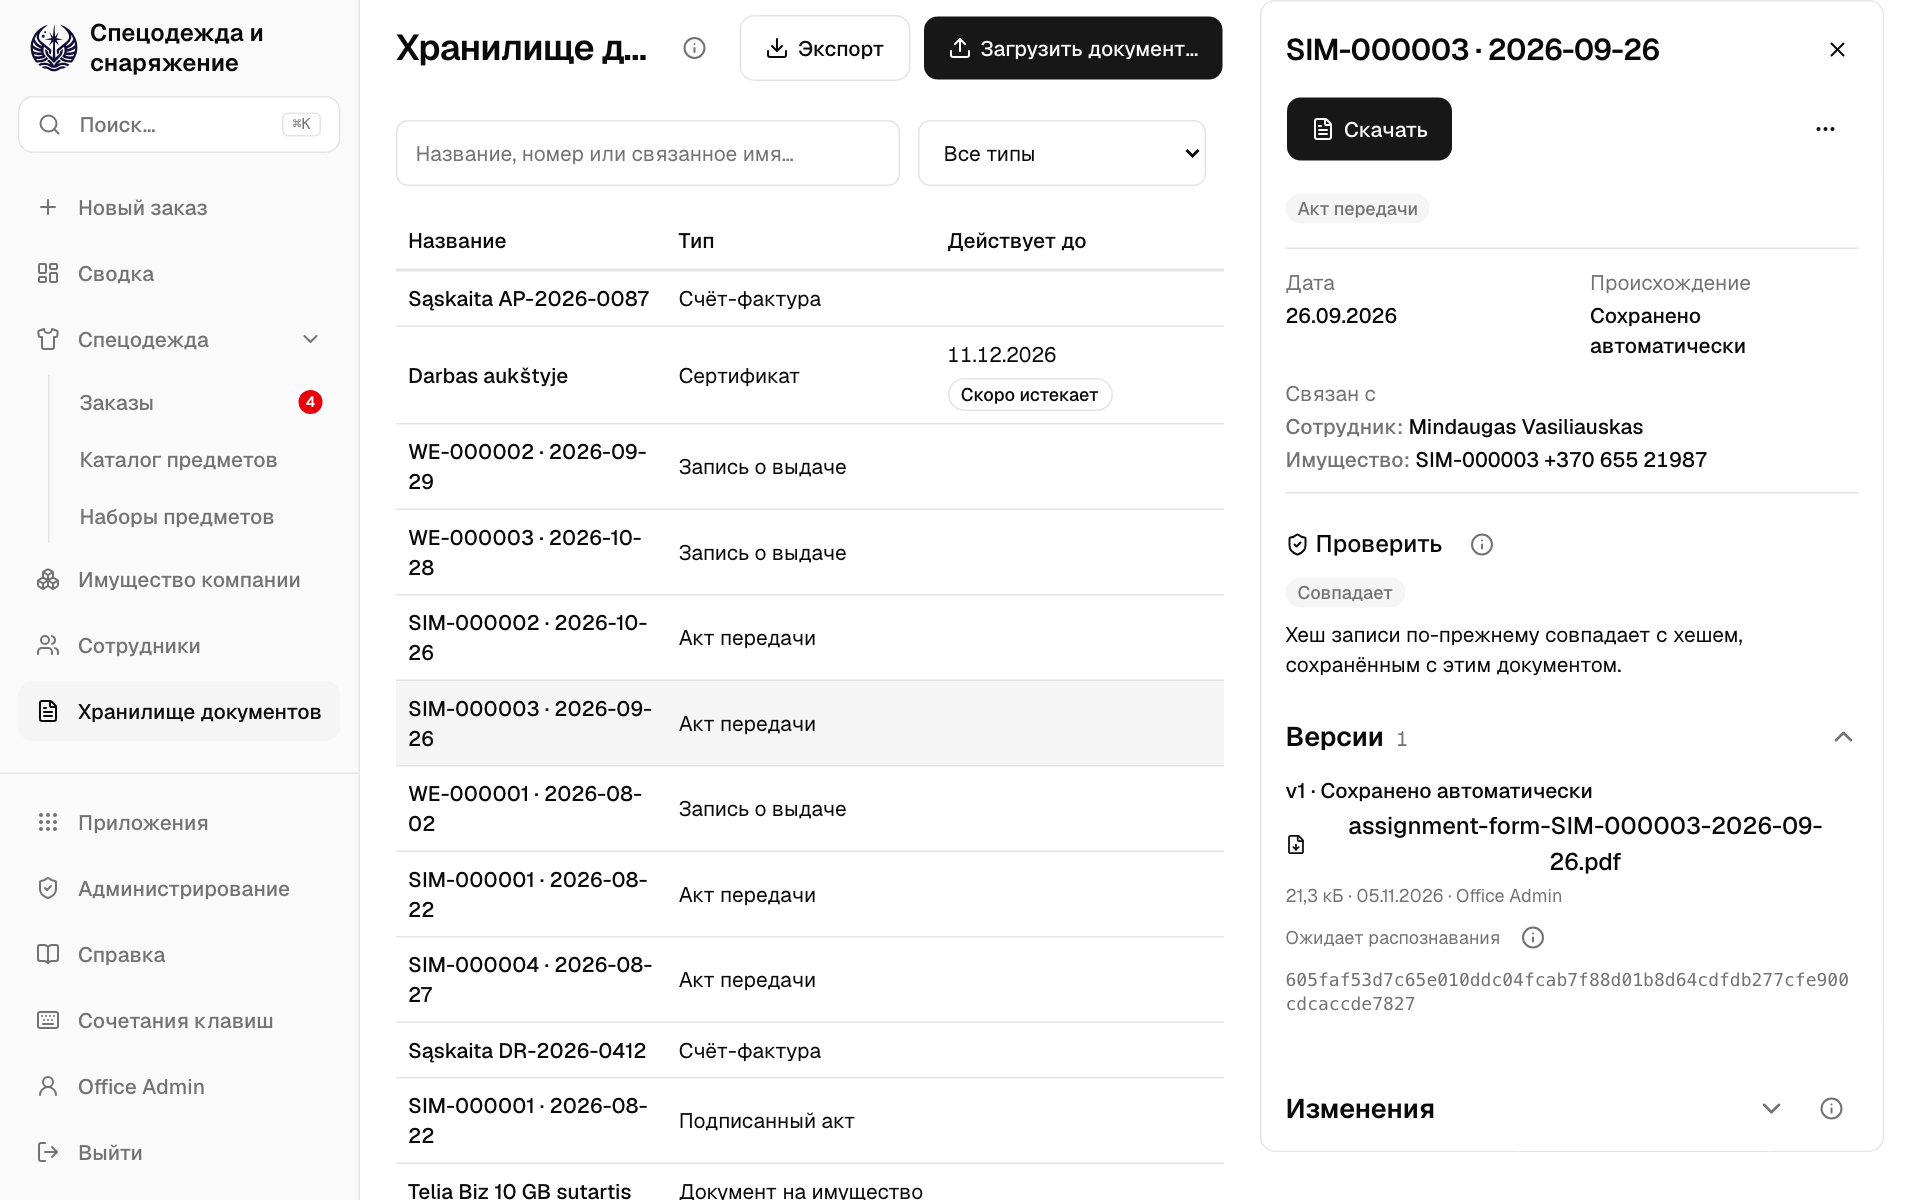 Спецодежда и
снаряжение
Поиск...
⌘K
Новый заказ
Сводка
Спецодежда
Заказы
4
Каталог предметов
Наборы предметов
Имущество компании
Сотрудники
Хранилище документов
Приложения
Администрирование
Справка
Сочетания клавиш
Office Admin
Выйти
Хранилище д...
Экспорт
Загрузить документ...
Название, номер или связанное имя...
Все типы
Название Тип Действует до
Sąskaita AP-2026-0087 Счёт-фактура
Darbas aukštyje Сертификат 11.12.2026
Скоро истекает
WE-000002 · 2026-09-
29
Запись о выдаче
WE-000003 · 2026-10-
28
Запись о выдаче
SIM-000002 · 2026-10-
26
Акт передачи
SIM-000003 · 2026-09-
26
Акт передачи
WE-000001 · 2026-08-
02
Запись о выдаче
SIM-000001 · 2026-08-
22
Акт передачи
SIM-000004 · 2026-08-
27
Акт передачи
Sąskaita DR-2026-0412 Счёт-фактура
SIM-000001 · 2026-08-
22
Подписанный акт
Telia Biz 10 GB sutartis Документ на имущество
SIM-000003 · 2026-09-26
Скачать
Акт передачи
Дата
26.09.2026
Происхождение
Сохранено
автоматически
Связан с
Сотрудник: Mindaugas Vasiliauskas
Имущество: SIM-000003 +370 655 21987
Проверить
Совпадает
Хеш записи по-прежнему совпадает с хешем,
сохранённым с этим документом.
Версии 1
v1 · Сохранено автоматически
assignment-form-SIM-000003-2026-09-
26.pdf
21,3 кБ · 05.11.2026 · Office Admin
Ожидает распознавания
605faf53d7c65e010ddc04fcab7f88d01b8d64cdfdb277cfe900
cdcaccde7827
Изменения